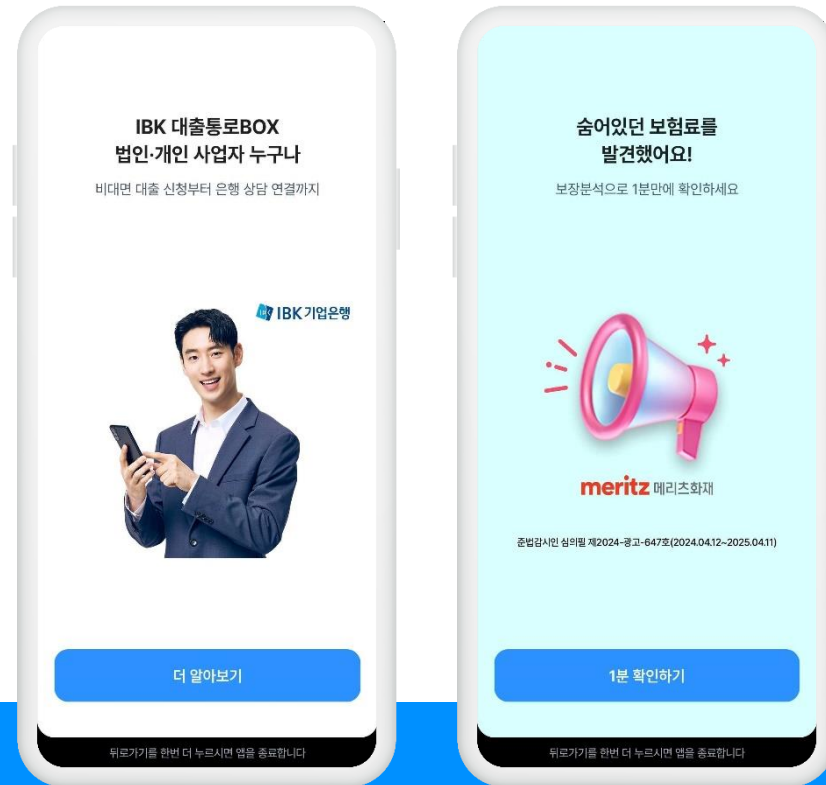 IBK 대출통로BOX
법인·개인 사업자 누구나
비대면 대출 신청부터 은행 상담 연결까지
IBK 기업은행
더 알아보기
뒤로가기를 한번 더 누르시면 앱을 종료합니다
숨어있던 보험료를
발견했어요!
보장분석으로 1분만에 확인하세요
meritz 메리츠화재
준법감시인 심의필 제2024-광고-647호(2024.04.12~2025.04.11)
1분 확인하기
뒤로가기를 한번 더 누르시면 앱을 종료합니다